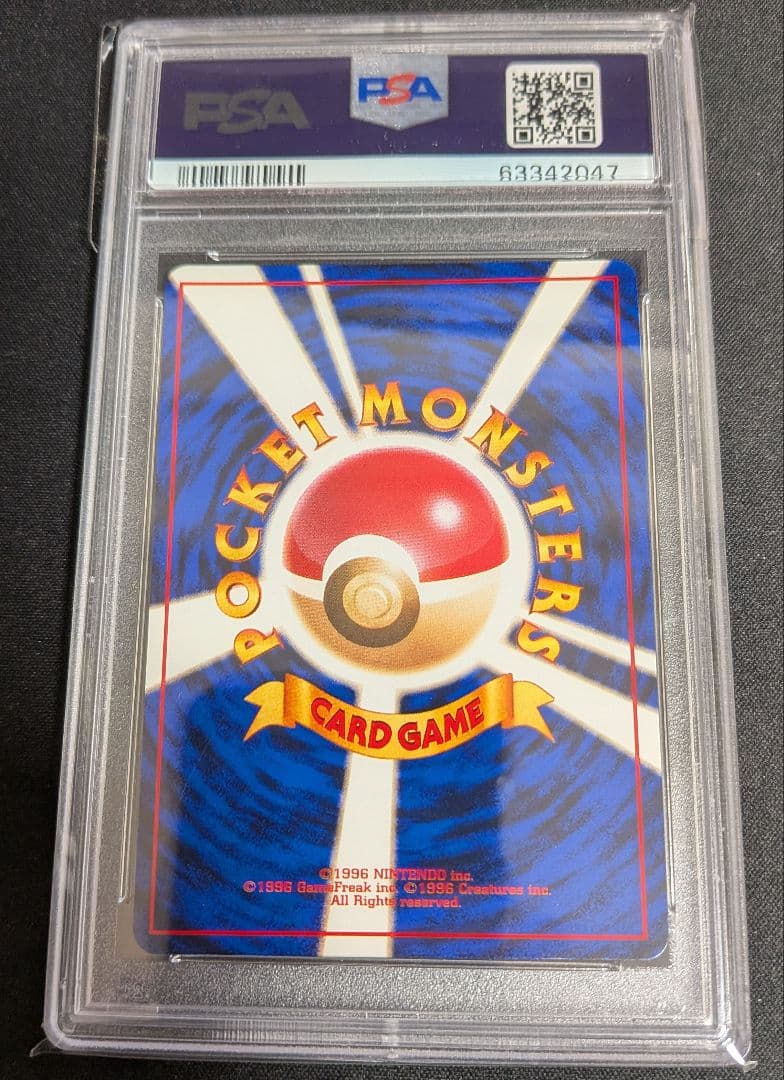 PSA
PSA
63342047
POCKET MONSTERS
CARD GAME
©1996 NINTENDO inc.
©1996 GameFreak inc. ©1996 Creatures inc.
All Rights reserved.